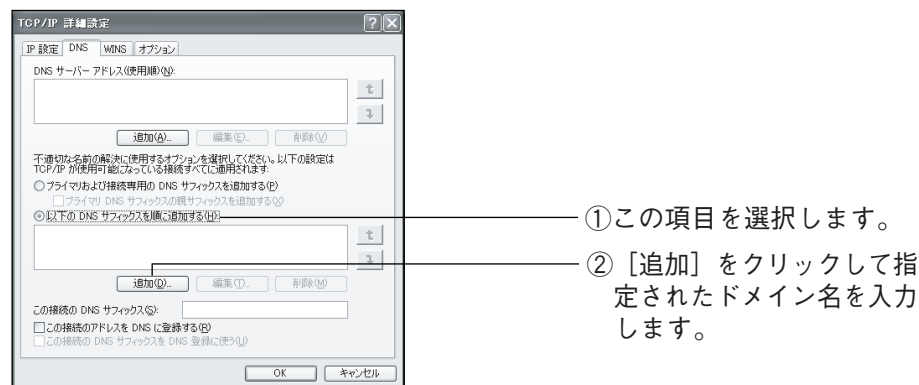 TCP/IP 詳細設定
IP 設定 DNS WINS オプション
DNS サーバー アドレス(使用順)(N):
追加(A)... 編集(E)... 削除(V)
不適切な名前の解決に使用するオプションを選択してください。以下の設定は
TCP/IP が使用可能になっている接続すべてに適用されます:
プライマリおよび接続専用の DNS サフィックスを追加する(P)
プライマリ DNS サフィックスの親サフィックスを追加する(X)
以下の DNS サフィックスを順に追加する(H):
①この項目を選択します。
追加(D)... 編集(T)... 削除(M)
②［追加］をクリックして指
定されたドメイン名を入力
します。
この接続の DNS サフィックス(S):
この接続のアドレスを DNS に登録する(R)
この接続の DNS サフィックスを DNS 登録に使う(U)
OK キャンセル